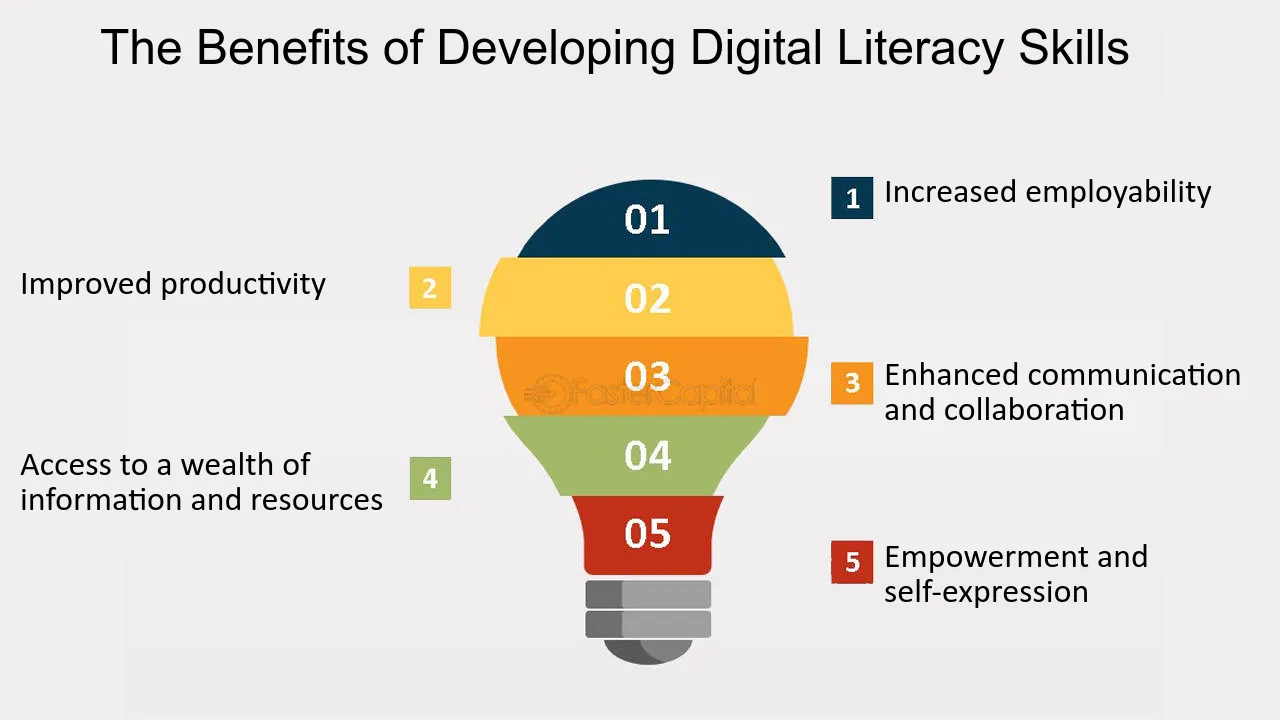 The Benefits of Developing Digital Literacy Skills
01
1 Increased employability
Improved productivity 2
02
03
FasterCapital
3 Enhanced communication
and collaboration
Access to a wealth of
information and resources
4
04
05
5 Empowerment and
self-expression